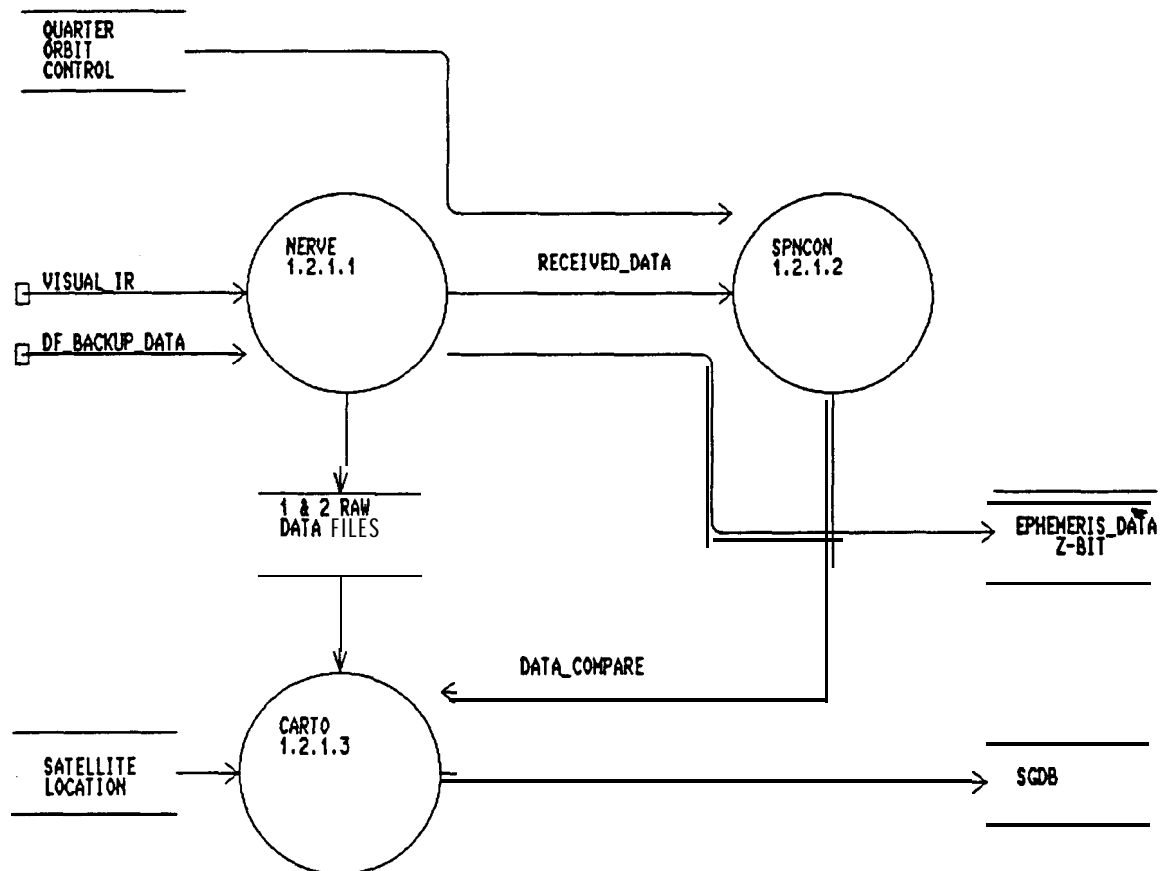 QUARTER
ORBIT
CONTROL
NERVE
1.2.1.1
SPNCON
1.2.1.2
RECEIVED_DATA
VISUAL_IR
DF_BACKUP_DATA
1 & 2 RAW
DATA FILES
EPHEMERIS_DATA
Z-BIT
DATA_COMPARE
CARTO
1.2.1.3
SATELLITE
LOCATION
SGDB